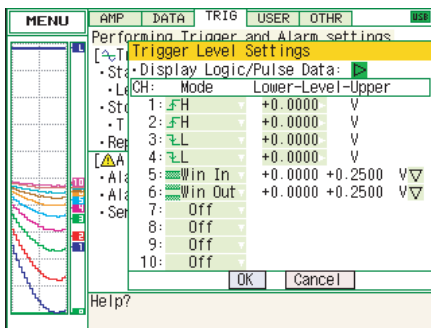 MENU AMP DATA TRIG USER OTHR USB
Performing Trigger and Alarm settings
Trigger Level Settings
·Display Logic/Pulse Data:
CH: Mode Lower-Level-Upper
1: H +0.0000 V
2: H +0.0000 V
3: L +0.0000 V
4: L +0.0000 V
5: Win In +0.0000 +0.2500 V
6: Win Out +0.0000 +0.2500 V
7: Off
8: Off
9: Off
10: Off
OK Cancel
Help?